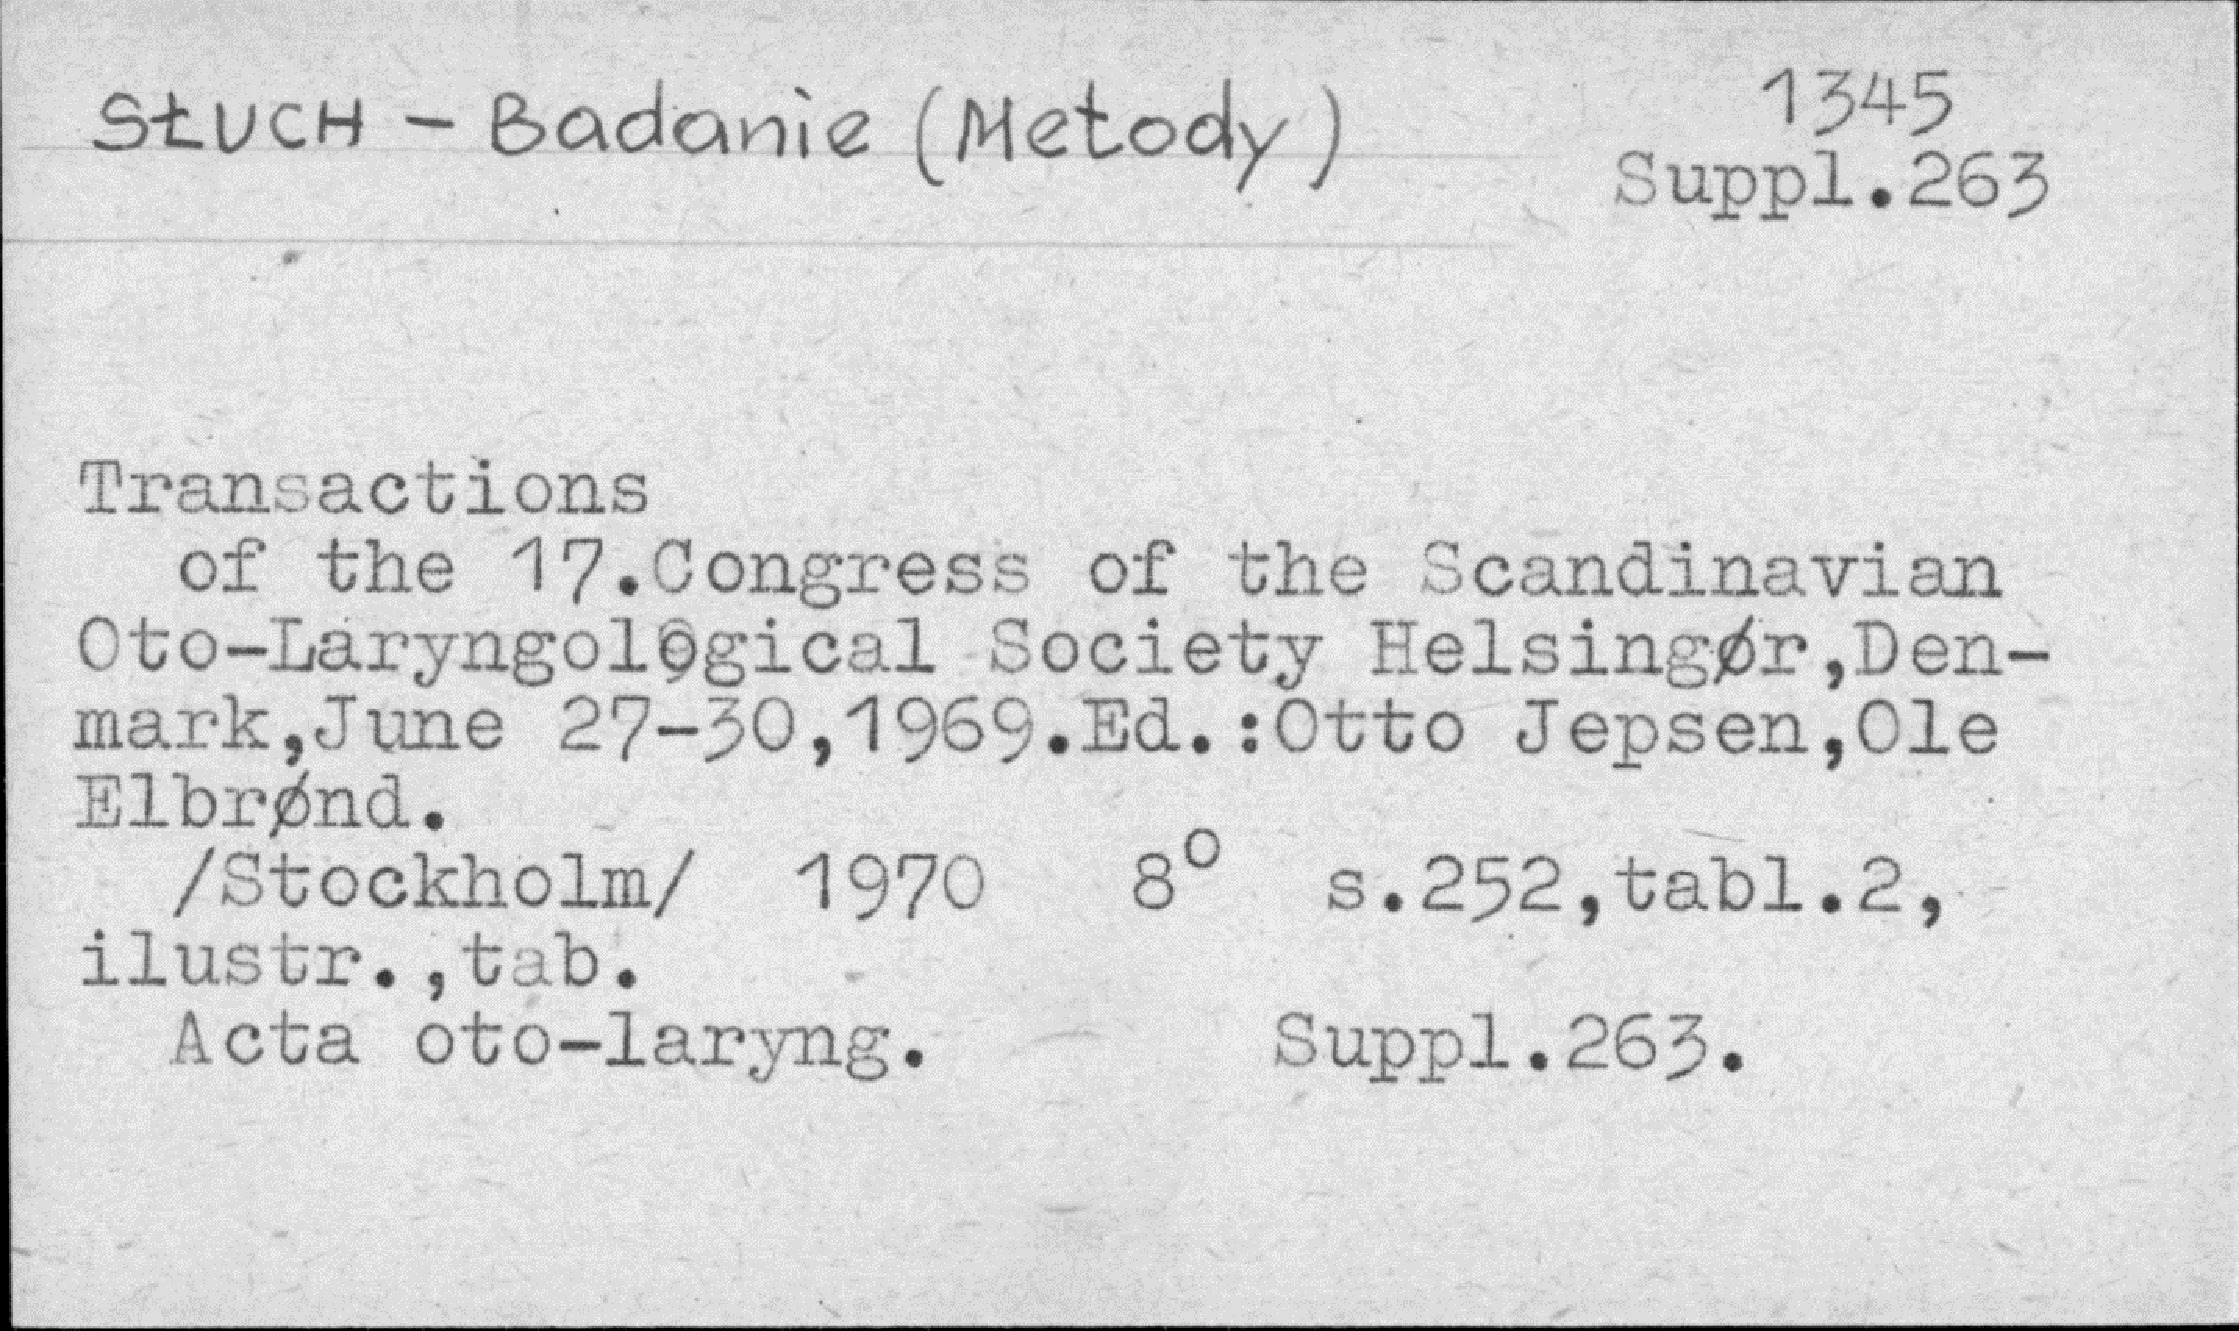 SŁUCH - Badanie (Metody)
1345
Suppl.263
Transactions
of the 17.Congress of the Scandinavian
Oto-Laryngological Society Helsingør,Den-
mark,June 27-30,1969.Ed.:Otto Jepsen,Ole
Elbrønd.
/Stockholm/ 1970 8° s.252,tabl.2,
ilustr.,tab.
Acta oto-laryng. Suppl.263.